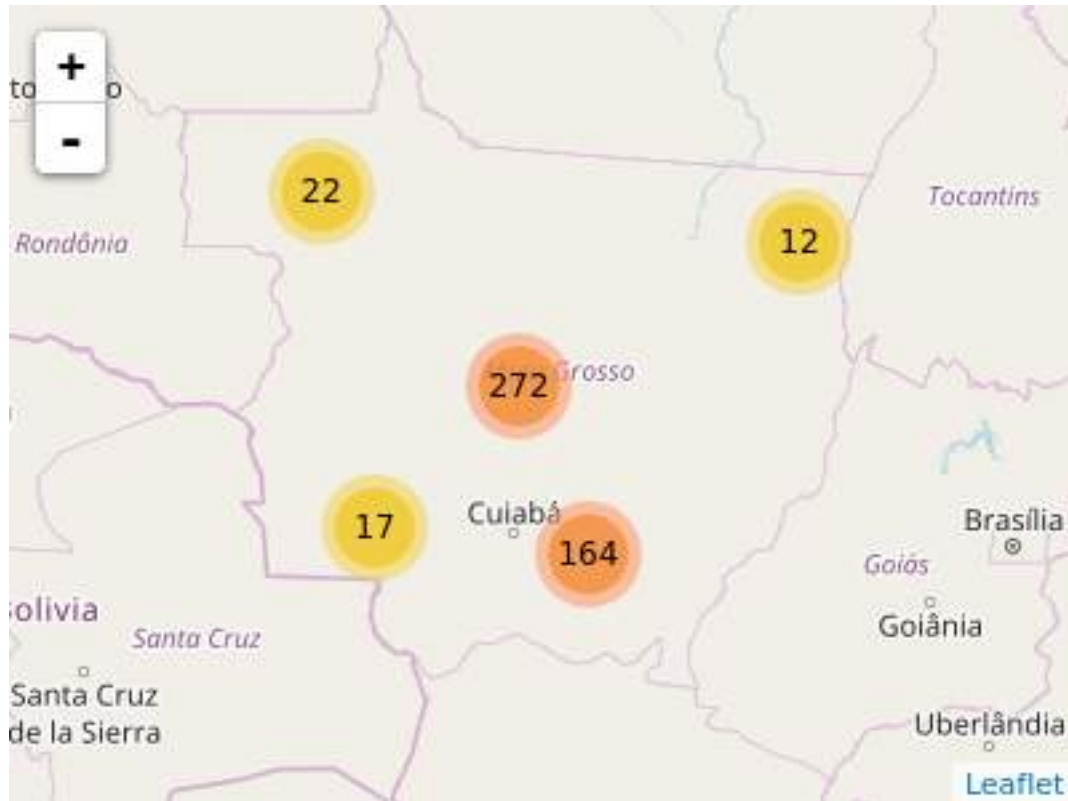 +
-
22
Tocantins
Rondônia
12
272
Grosso
17
Cuiabá
164
Brasília
Goiás
Goiânia
Santa Cruz
Santa Cruz
de la Sierra
Uberlândia
Leaflet